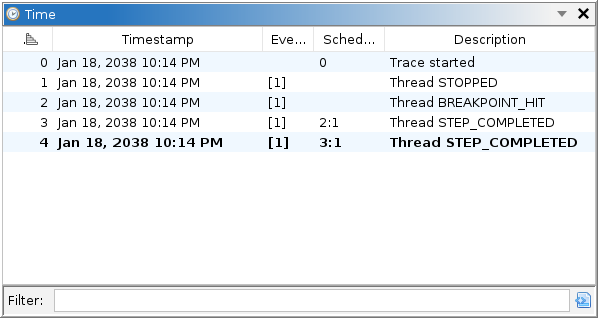 Time
Timestamp Eve... Sched... Description
0 Jan 18, 2038 10:14 PM 0 Trace started
1 Jan 18, 2038 10:14 PM [1] Thread STOPPED
2 Jan 18, 2038 10:14 PM [1] Thread BREAKPOINT_HIT
3 Jan 18, 2038 10:14 PM [1] 2:1 Thread STEP_COMPLETED
4 Jan 18, 2038 10:14 PM [1] 3:1 Thread STEP_COMPLETED
Filter: